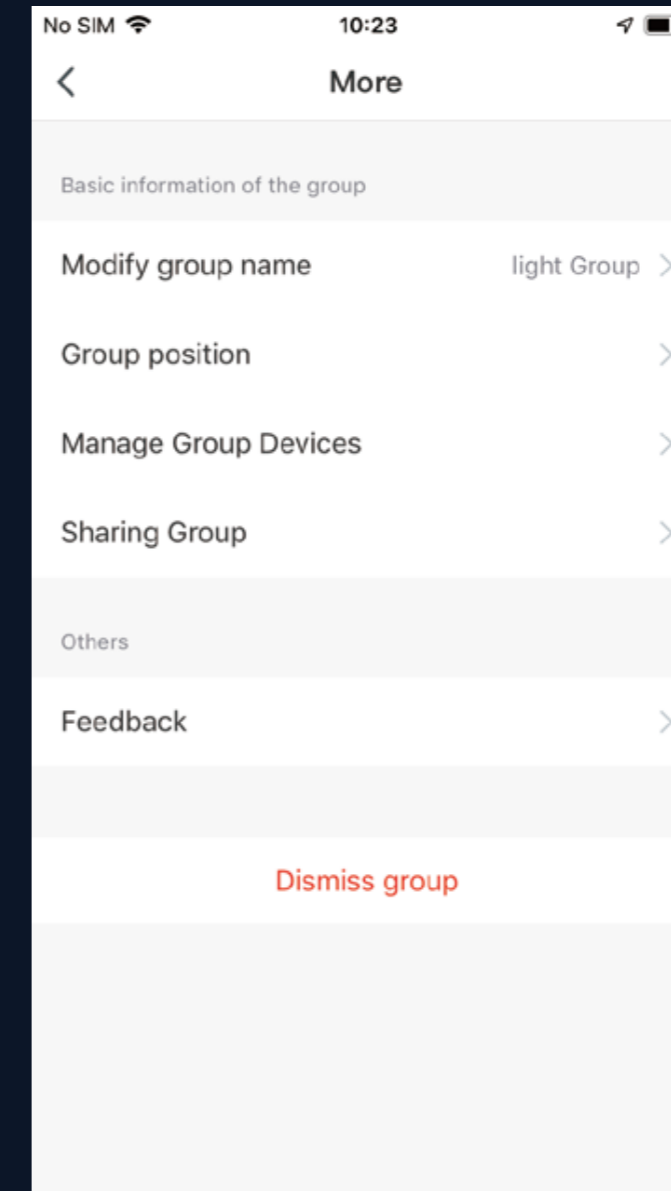 No SIM 10:23
More
Basic information of the group
Modify group name light Group
Group position
Manage Group Devices
Sharing Group
Others
Feedback
Dismiss group